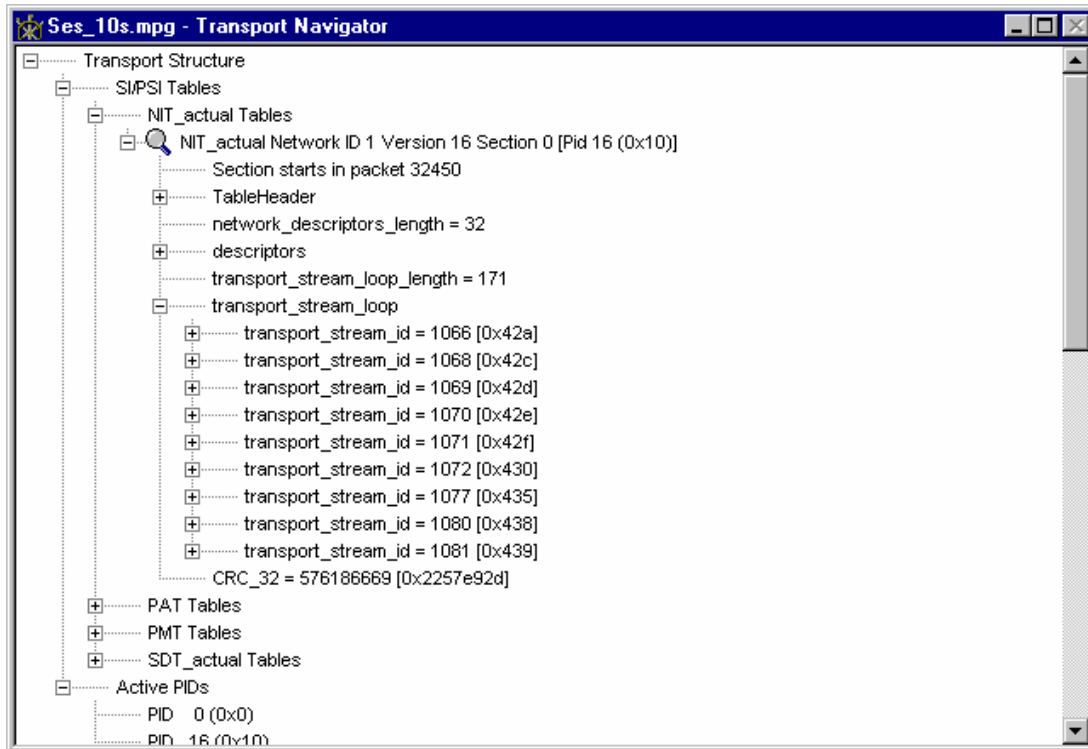 Ses_10s.mpg - Transport Navigator
Transport Structure
SI/PSI Tables
NIT_actual Tables
NIT_actual Network ID 1 Version 16 Section 0 [Pid 16 (0x10)]
Section starts in packet 32450
TableHeader
network_descriptors_length = 32
descriptors
transport_stream_loop_length = 171
transport_stream_loop
transport_stream_id = 1066 [0x42a]
transport_stream_id = 1068 [0x42c]
transport_stream_id = 1069 [0x42d]
transport_stream_id = 1070 [0x42e]
transport_stream_id = 1071 [0x42f]
transport_stream_id = 1072 [0x430]
transport_stream_id = 1077 [0x435]
transport_stream_id = 1080 [0x438]
transport_stream_id = 1081 [0x439]
CRC_32 = 576186669 [0x2257e92d]
PAT Tables
PMT Tables
SDT_actual Tables
Active PIDs
PID 0 (0x0)
PID 16 (0x10)